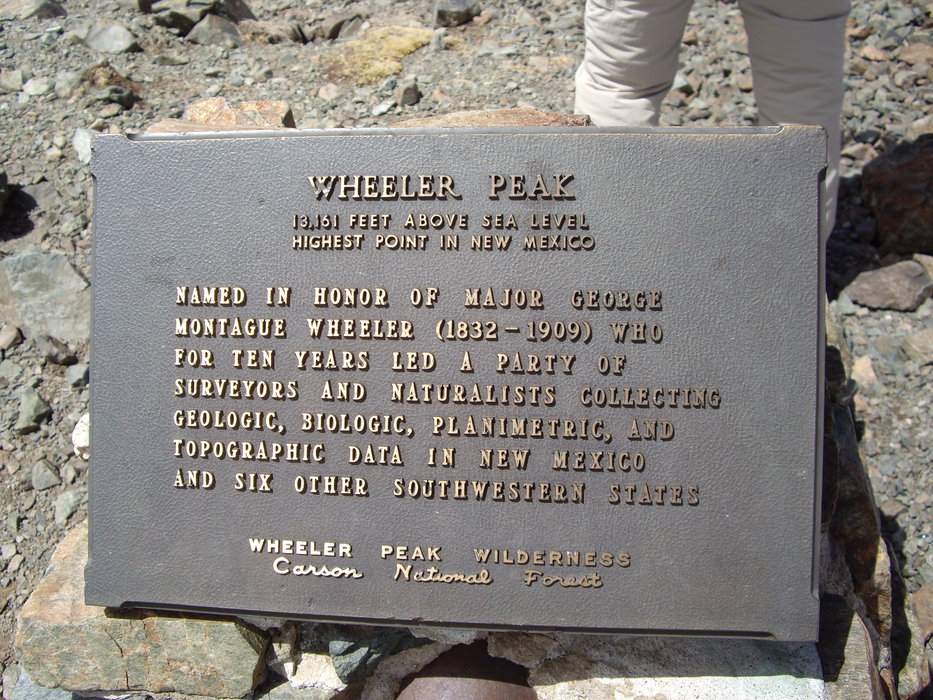 WHEELER PEAK
13,161 FEET ABOVE SEA LEVEL
HIGHEST POINT IN NEW MEXICO
NAMED IN HONOR OF MAJOR GEORGE
MONTAGUE WHEELER (1832-1909) WHO
FOR TEN YEARS LED A PARTY OF
SURVEYORS AND NATURALISTS COLLECTING
GEOLOGIC, BIOLOGIC, PLANIMETRIC, AND
TOPOGRAPHIC DATA IN NEW MEXICO
AND SIX OTHER SOUTHWESTERN STATES
WHEELER PEAK WILDERNESS
Carson National Forest